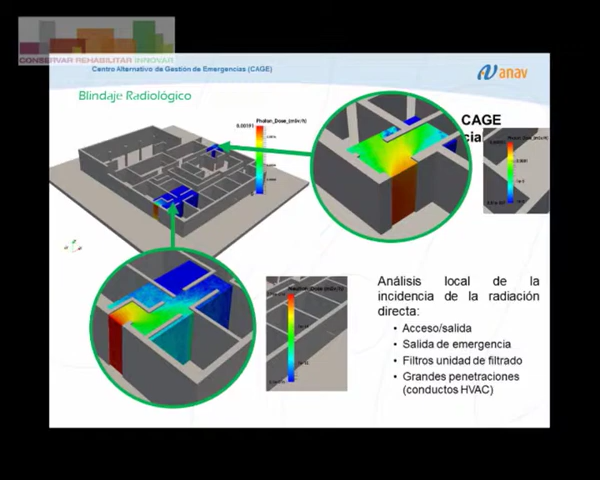 CONSERVAR REHABILITAR INNOVAR
Centro Alternativo de Gestión de Emergencias (CAGE)
anav
Blindaje Radiológico
Photon_Dose_(mSv/h)
CAGE
Análisis local de la
incidencia de la radiación
directa:
• Acceso/salida
• Salida de emergencia
• Filtros unidad de filtrado
• Grandes penetraciones
(conductos HVAC)